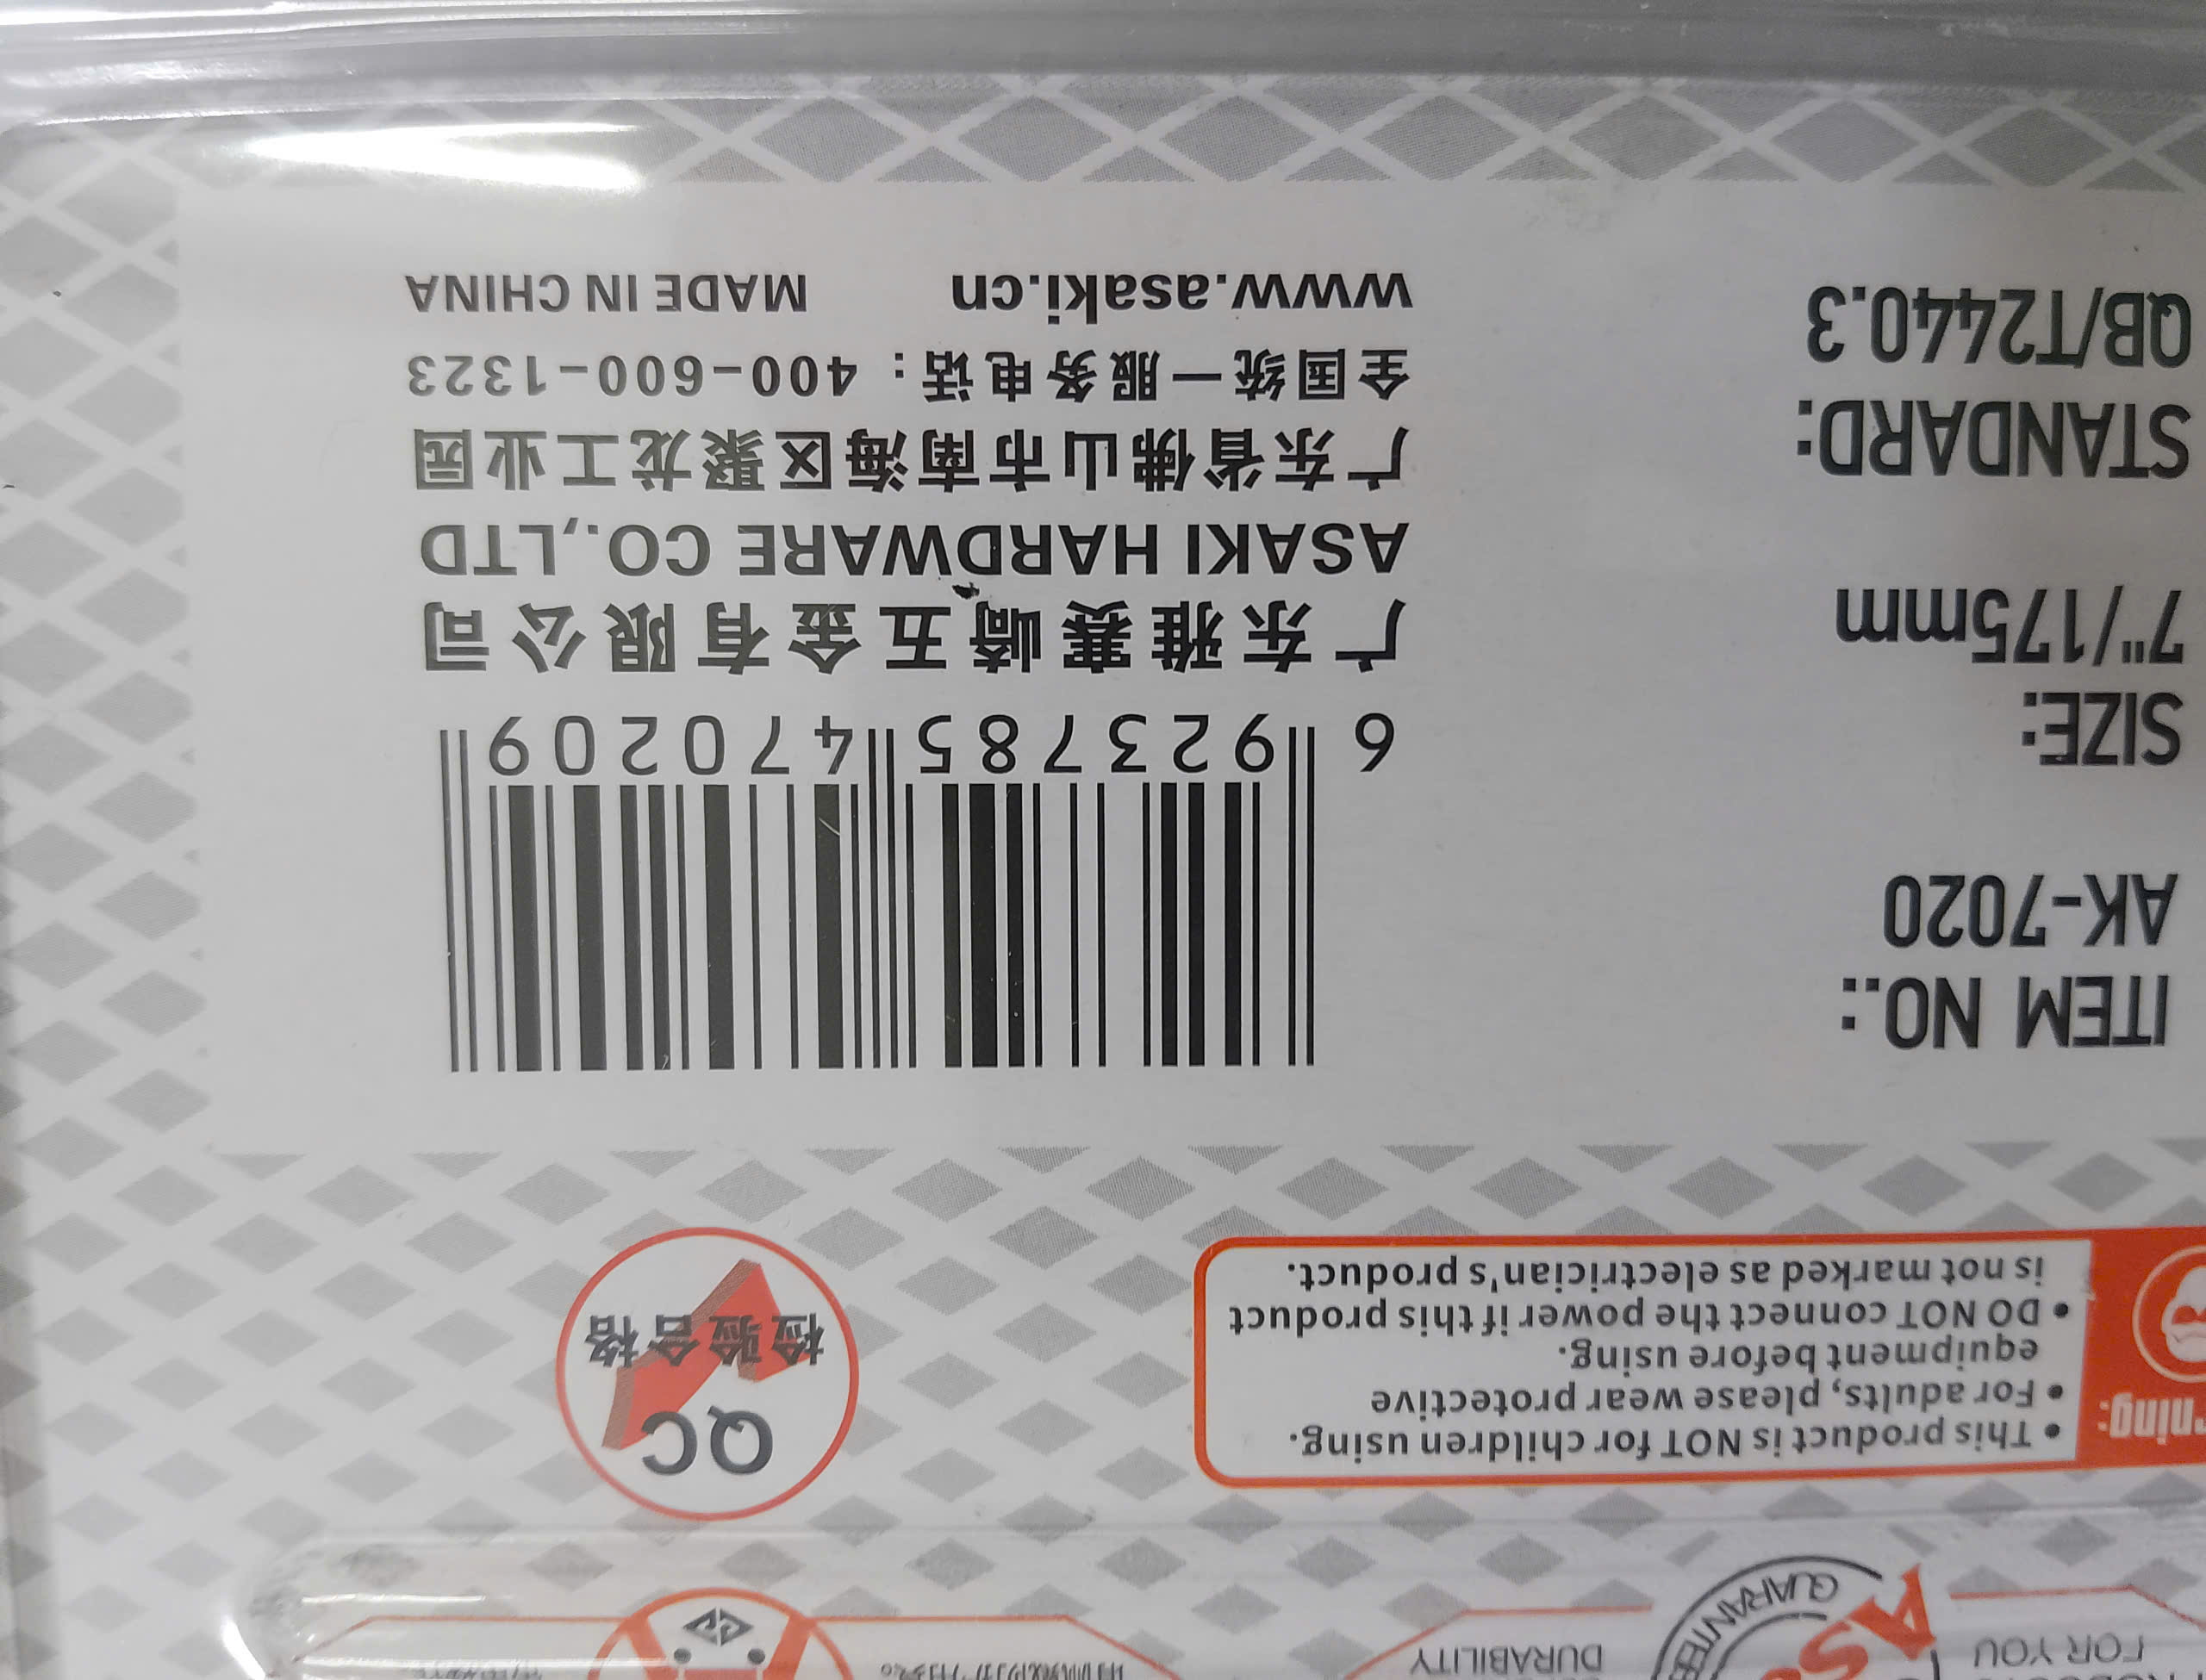 FOR YOU
DURABILITY
GUARANTEE
rning:
• This product is NOT for children using.
• For adults, please wear protective
equipment before using.
• DO NOT connect the power if this product
is not marked as electrician's product.
QC
检验合格
ITEM NO.:
AK-7020
SIZE:
7"/175mm
STANDARD:
QB/T2440.3
6 923785 470209
广东雅赛崎五金有限公司
ASAKI HARDWARE CO.,LTD
广东省佛山市南海区聚龙工业园
全国统一服务电话：400-600-1323
www.asaki.cn MADE IN CHINA